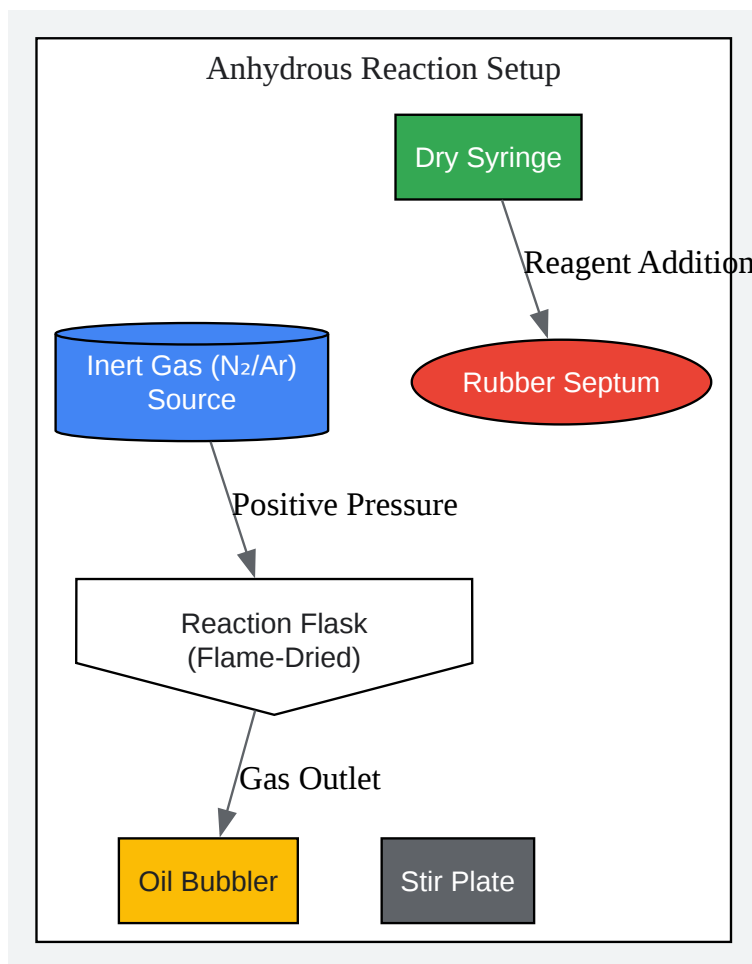 Anhydrous Reaction Setup
Dry Syringe
Reagent Addition
Inert Gas (N₂/Ar)
Source
Rubber Septum
Positive Pressure
Reaction Flask
(Flame-Dried)
Gas Outlet
Oil Bubbler
Stir Plate